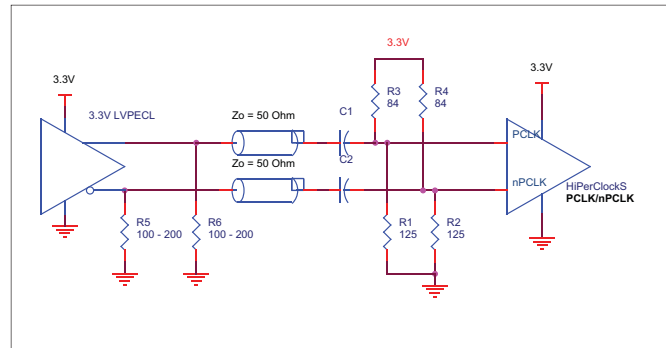 3.3V
3.3V
3.3V
3.3V LVPECL
R3
84
R4
84
Zo = 50 Ohm
C1
PCLK
Zo = 50 Ohm
C2
nPCLK
HiPerClockS
PCLK/nPCLK
R5
100 - 200
R6
100 - 200
R1
125
R2
125